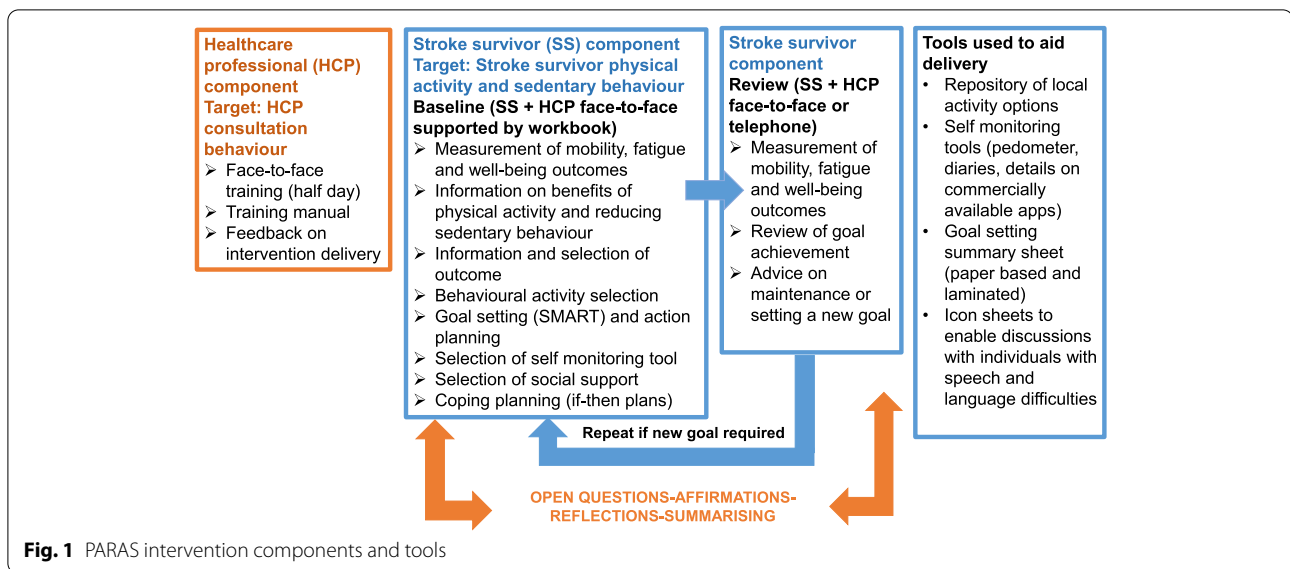 Healthcare
professional (HCP)
component
Target: HCP
consultation
behaviour
➢ Face-to-face
training (half day)
➢ Training manual
➢ Feedback on
intervention delivery
Stroke survivor (SS) component
Target: Stroke survivor physical
activity and sedentary behaviour
Baseline (SS + HCP face-to-face
supported by workbook)
➢ Measurement of mobility, fatigue
and well-being outcomes
➢ Information on benefits of
physical activity and reducing
sedentary behaviour
➢ Information and selection of
outcome
➢ Behavioural activity selection
➢ Goal setting (SMART) and action
planning
➢ Selection of self monitoring tool
➢ Selection of social support
➢ Coping planning (if-then plans)
Stroke survivor
component
Review (SS + HCP
face-to-face or
telephone)
➢ Measurement of
mobility, fatigue
and well-being
outcomes
➢ Review of goal
achievement
➢ Advice on
maintenance or
setting a new goal
Tools used to aid
delivery
• Repository of local
activity options
• Self monitoring
tools (pedometer,
diaries, details on
commercially
available apps)
• Goal setting
summary sheet
(paper based and
laminated)
• Icon sheets to
enable discussions
with individuals with
speech and
language difficulties
Repeat if new goal required
OPEN QUESTIONS-AFFIRMATIONS-
REFLECTIONS-SUMMARISING
Fig. 1 PARAS intervention components and tools